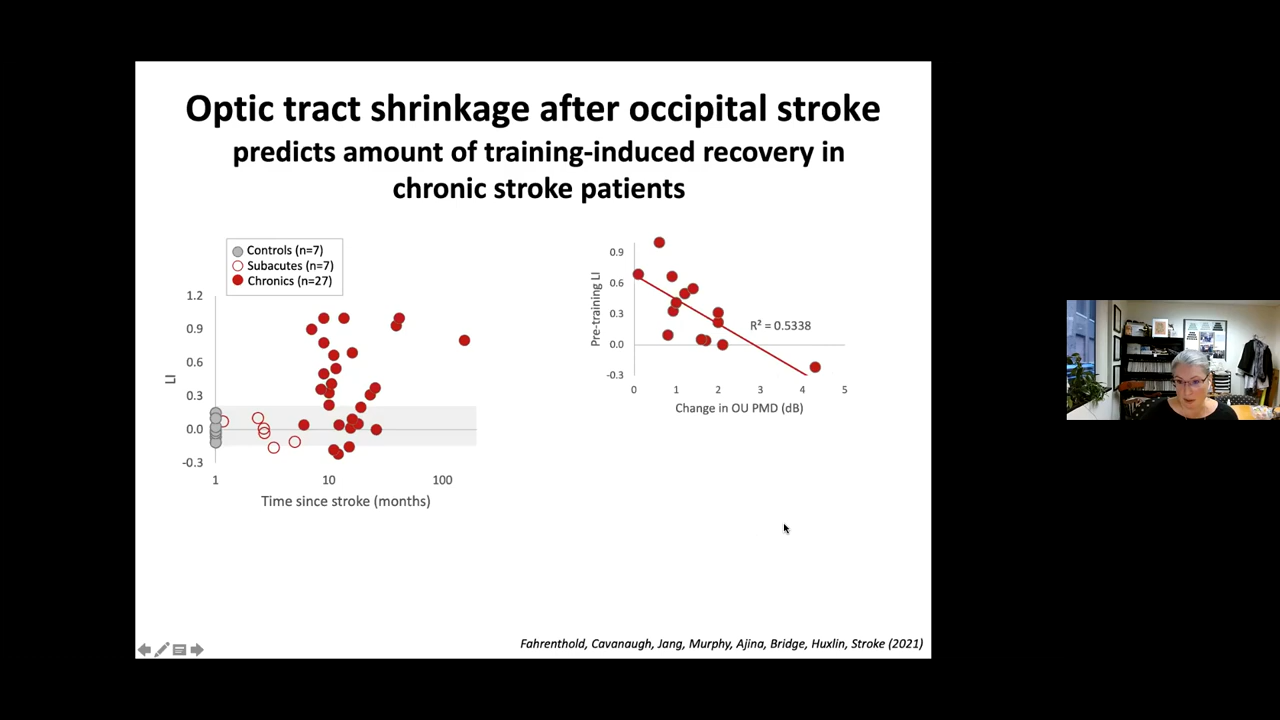 Optic tract shrinkage after occipital stroke
predicts amount of training-induced recovery in
chronic stroke patients
Controls (n=7)
Subacutes (n=7)
Chronics (n=27)
1.2
0.9
0.6
0.3
0.0
-0.3
LI
1 10 100
Time since stroke (months)
0.9
0.6
0.3
0.0
-0.3
Pre-training LI
R² = 0.5338
0 1 2 3 4 5
Change in OU PMD (dB)
Fahrenthold, Cavanaugh, Jang, Murphy, Ajina, Bridge, Huxlin, Stroke (2021)